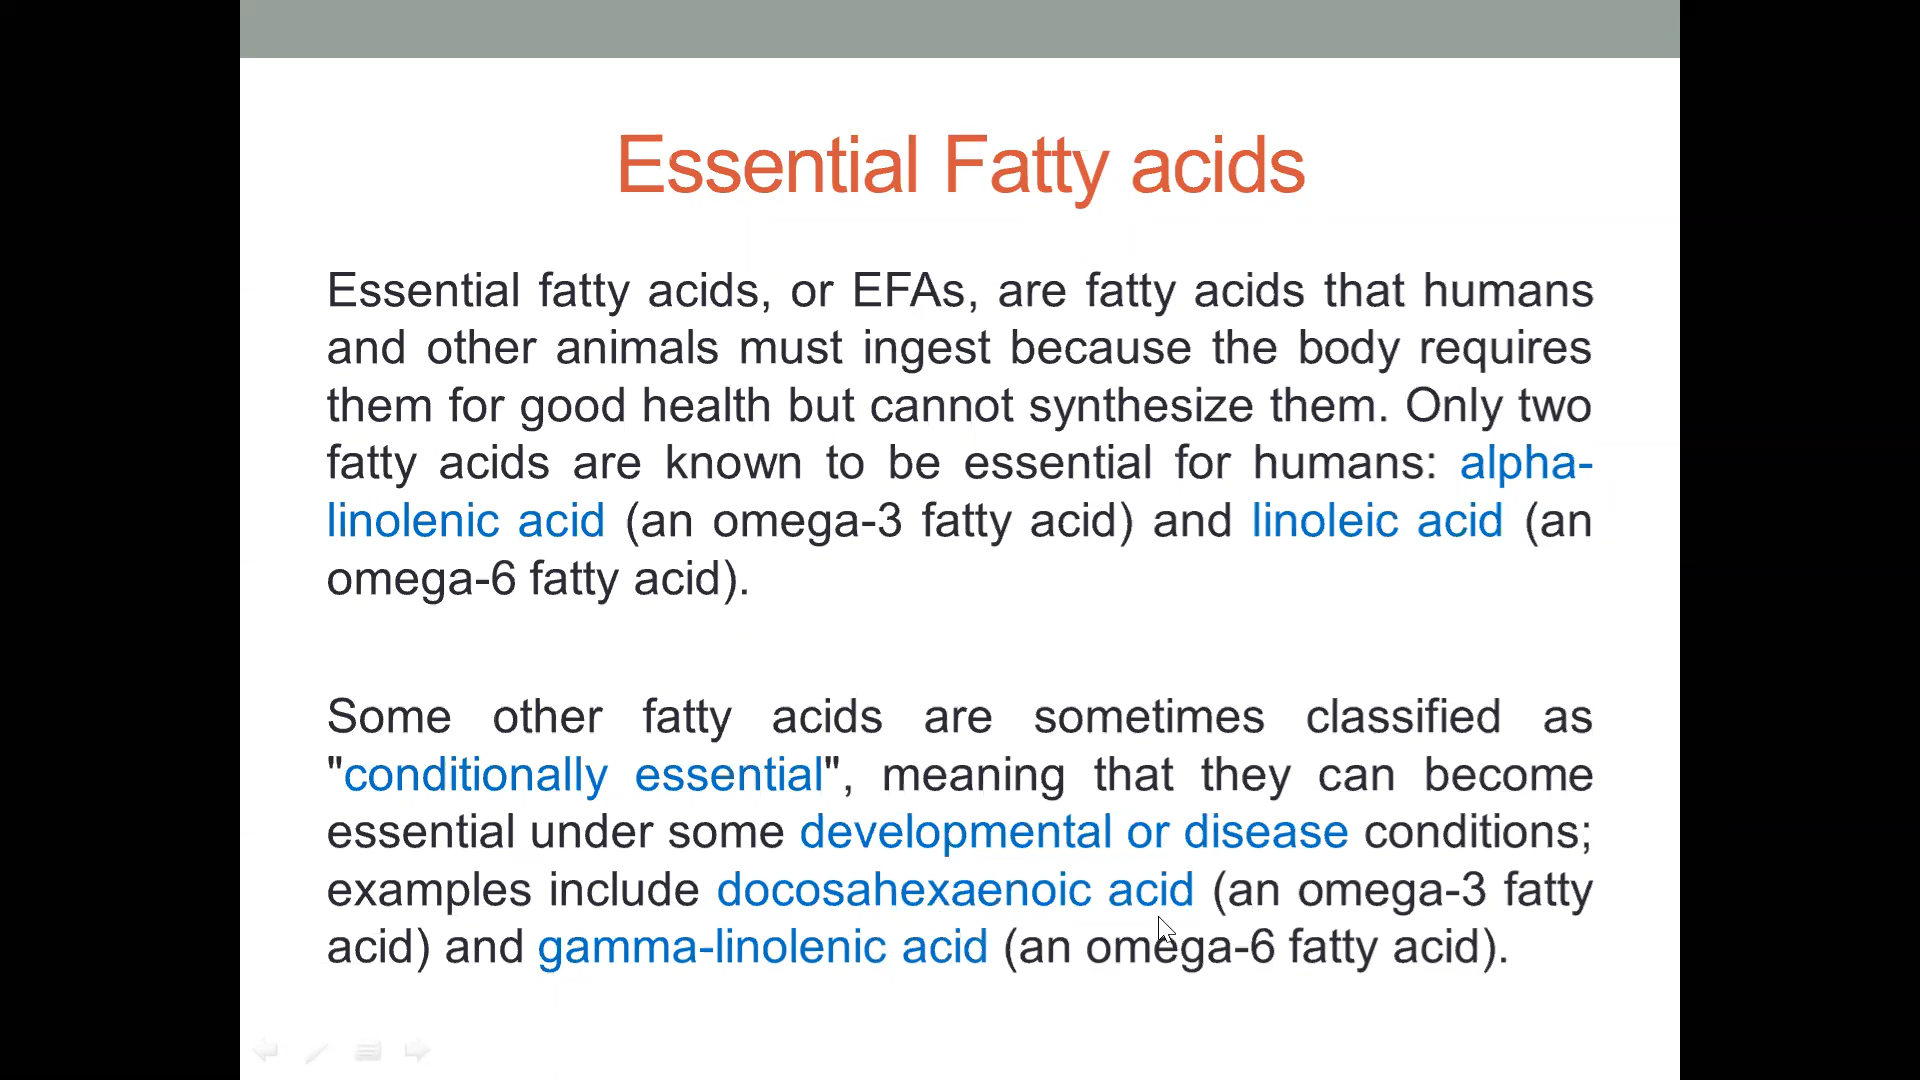 Essential Fatty acids
Essential fatty acids, or EFAs, are fatty acids that humans
and other animals must ingest because the body requires
them for good health but cannot synthesize them. Only two
fatty acids are known to be essential for humans: alpha-
linolenic acid (an omega-3 fatty acid) and linoleic acid (an
omega-6 fatty acid).
Some other fatty acids are sometimes classified as
"conditionally essential", meaning that they can become
essential under some developmental or disease conditions;
examples include docosahexaenoic acid (an omega-3 fatty
acid) and gamma-linolenic acid (an omega-6 fatty acid).